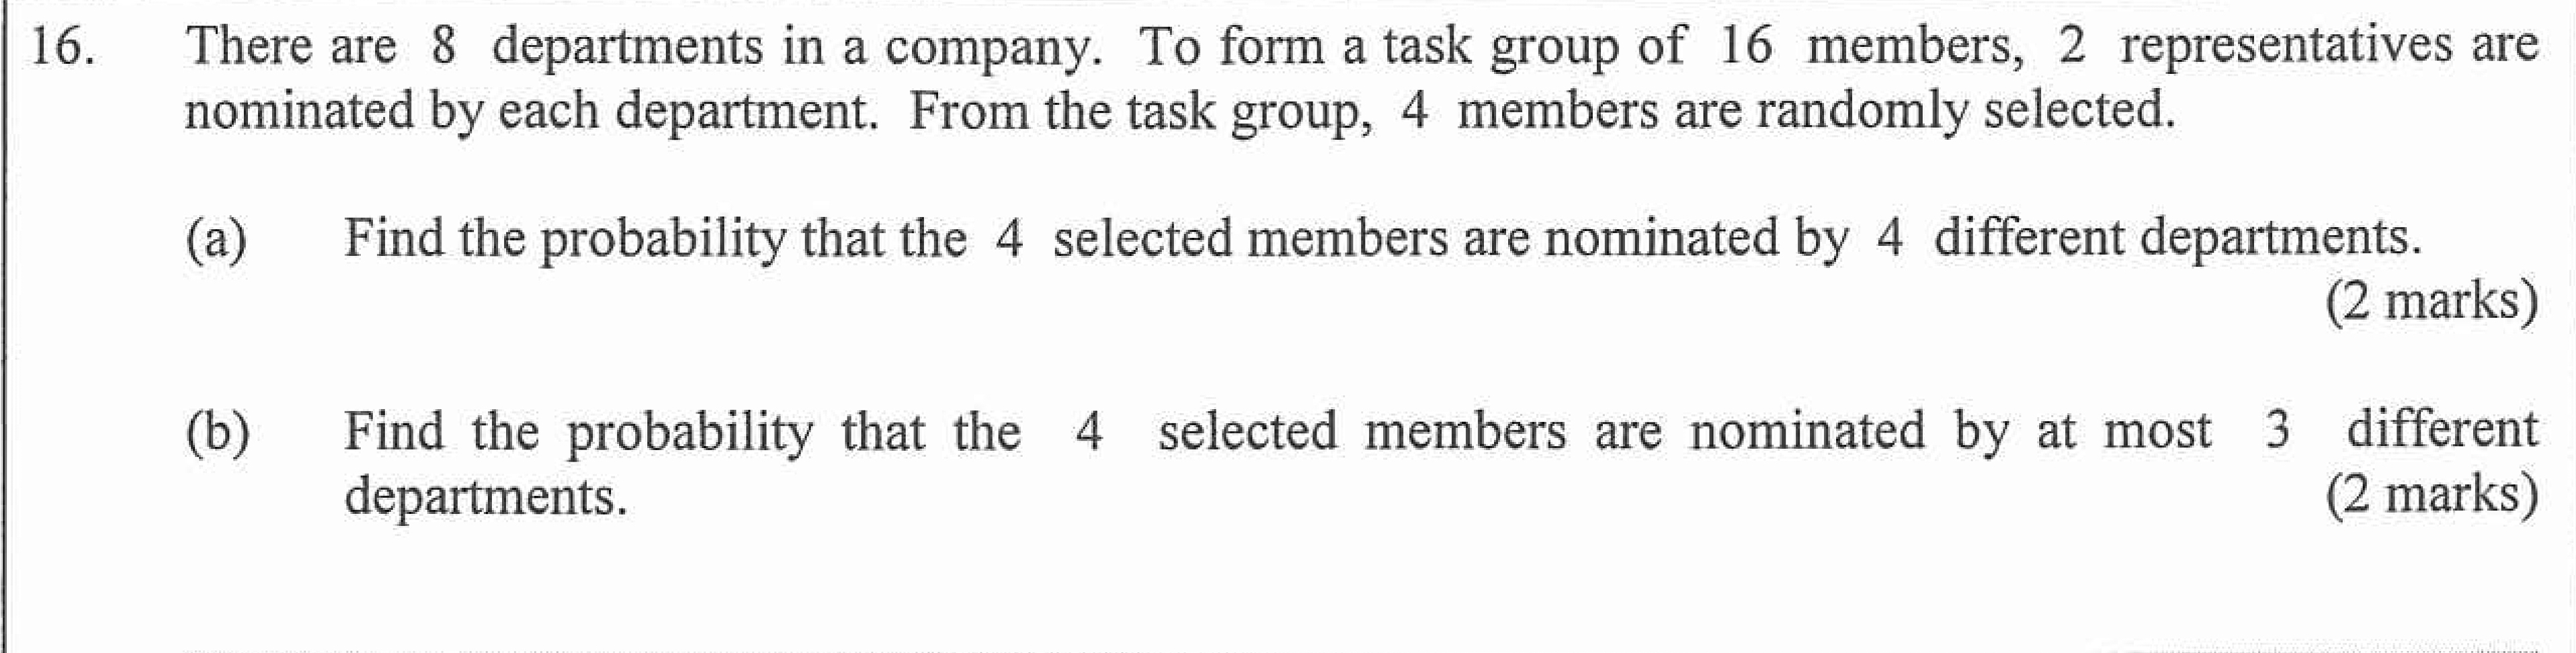 16. There are 8 departments in a company. To form a task group of 16 members, 2 representatives are
nominated by each department. From the task group, 4 members are randomly selected.
(a) Find the probability that the 4 selected members are nominated by 4 different departments.
(2 marks)
(b) Find the probability that the 4 selected members are nominated by at most 3 different
departments. (2 marks)